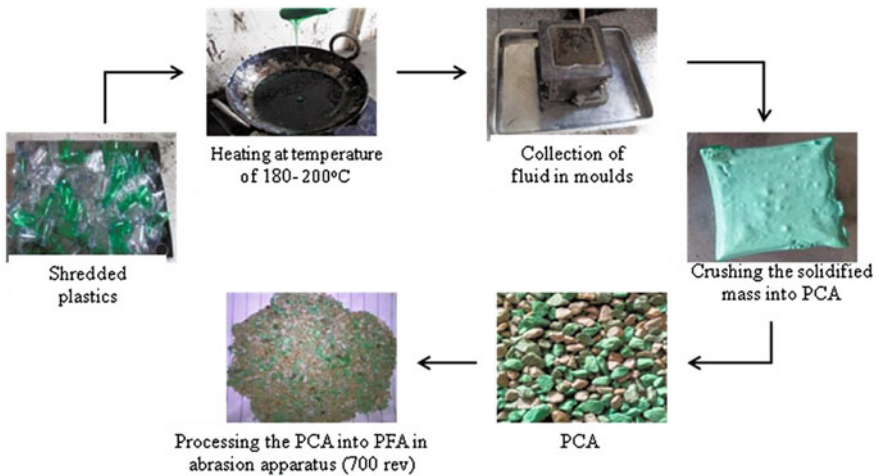 Shredded
plastics
Heating at temperature
of 180- 200°C
Collection of
fluid in moulds
Crushing the solidified
mass into PCA
PCA
Processing the PCA into PFA in
abrasion apparatus (700 rev)